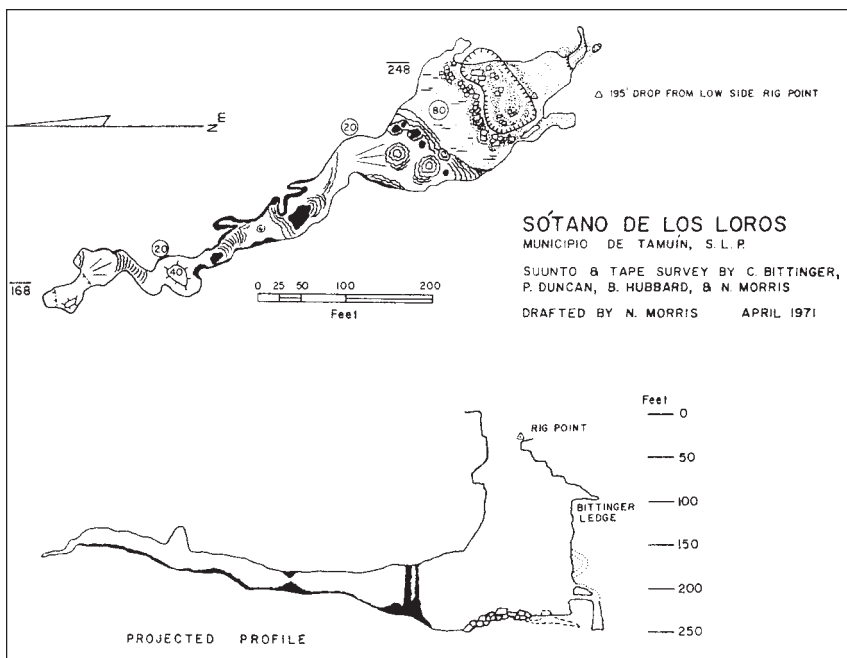 248
80
△ 195' DROP FROM LOW SIDE RIG POINT
20
N M
SÓTANO DE LOS LOROS
MUNICIPIO DE TAMUÍN, S. L. P.
SUUNTO & TAPE SURVEY BY C. BITTINGER,
P. DUNCAN, B. HUBBARD, & N. MORRIS
DRAFTED BY N. MORRIS APRIL 1971
20
40
168
0 25 50 100 200
Feet
Feet
0
RIG POINT
50
100
BITTINGER
LEDGE
150
200
250
PROJECTED PROFILE